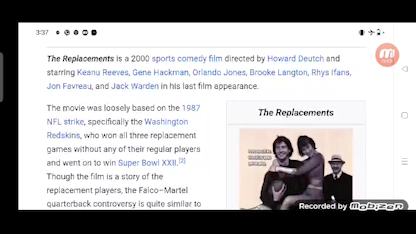 3:37
The Replacements is a 2000 sports comedy film directed by Howard Deutch and
starring Keanu Reeves, Gene Hackman, Orlando Jones, Brooke Langton, Rhys Ifans,
Jon Favreau, and Jack Warden in his last film appearance.
The movie was loosely based on the 1987
NFL strike, specifically the Washington
Redskins, who won all three replacement
games without any of their regular players
and went on to win Super Bowl XXII.[2]
Though the film is a story of the
replacement players, the Falco–Martel
quarterback controversy is quite similar to
The Replacements
Recorded by Mobizen